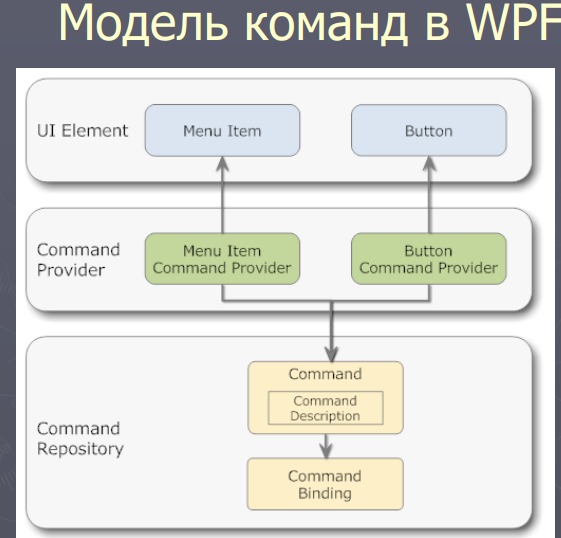 Модель команд в WPF
UI Element
Menu Item
Button
Command
Provider
Menu Item
Command Provider
Button
Command Provider
Command
Repository
Command
Command
Description
Command
Binding